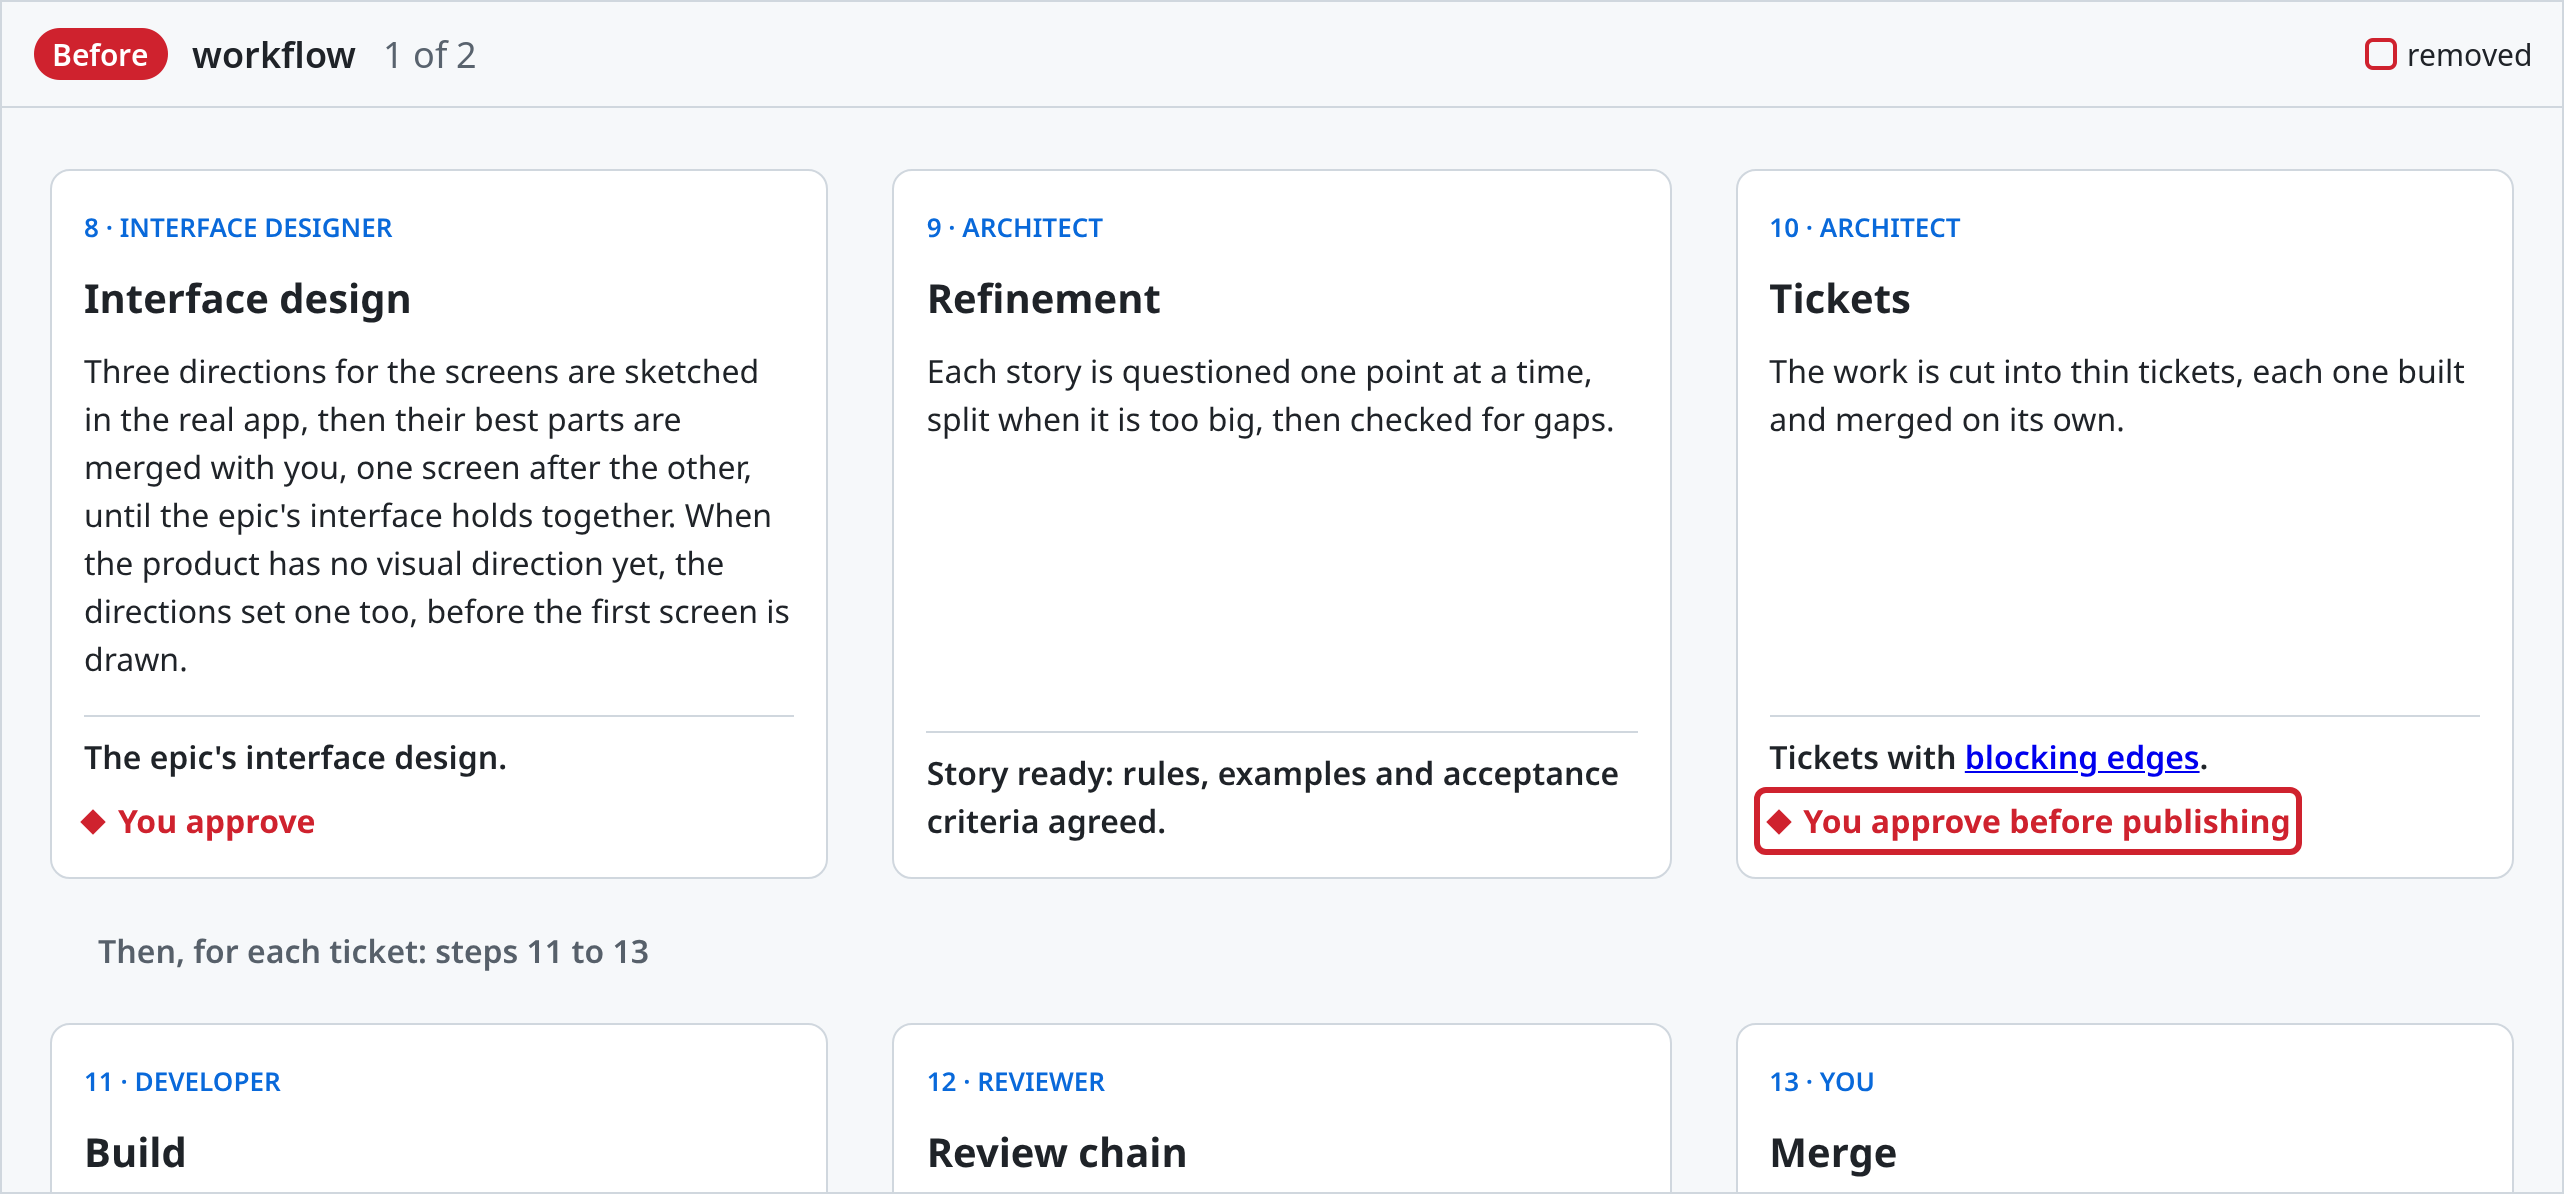 Before workflow 1 of 2 removed
8 · INTERFACE DESIGNER
Interface design
Three directions for the screens are sketched
in the real app, then their best parts are
merged with you, one screen after the other,
until the epic's interface holds together. When
the product has no visual direction yet, the
directions set one too, before the first screen is
drawn.
The epic's interface design.
◆ You approve
9 · ARCHITECT
Refinement
Each story is questioned one point at a time,
split when it is too big, then checked for gaps.
Story ready: rules, examples and acceptance
criteria agreed.
10 · ARCHITECT
Tickets
The work is cut into thin tickets, each one built
and merged on its own.
Tickets with blocking edges.
◆ You approve before publishing
Then, for each ticket: steps 11 to 13
11 · DEVELOPER
Build
12 · REVIEWER
Review chain
13 · YOU
Merge